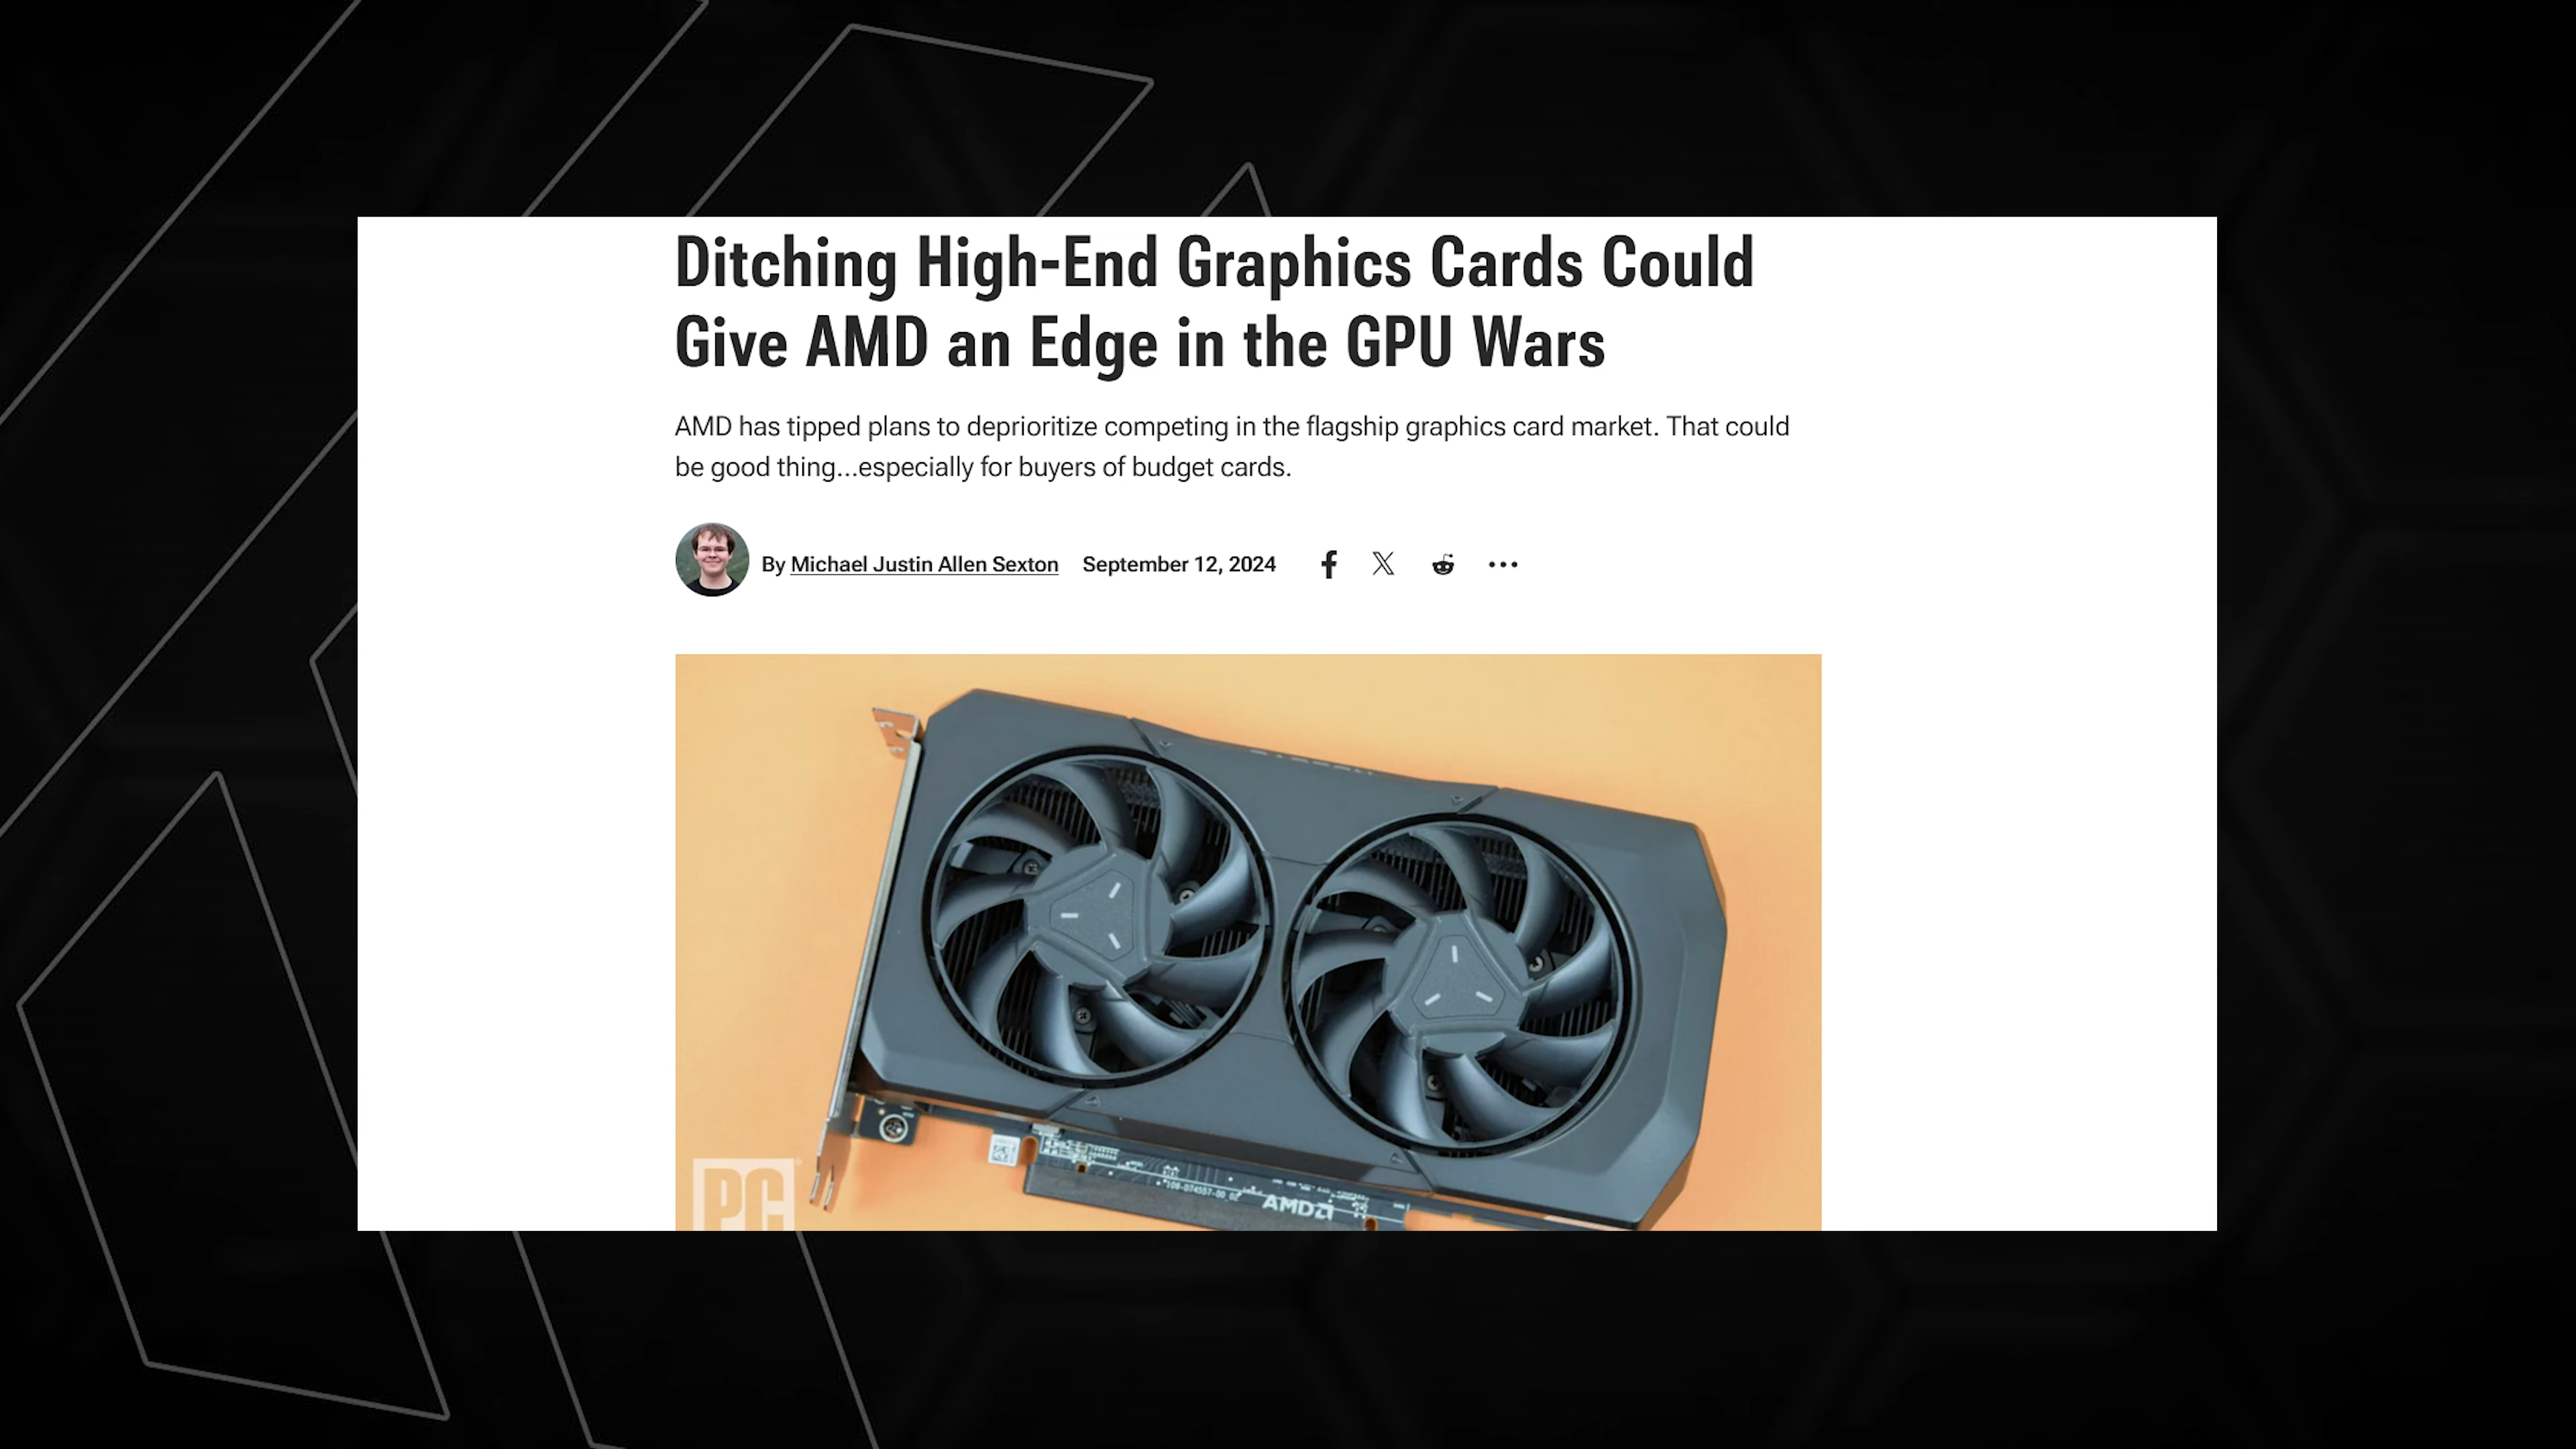 Ditching High-End Graphics Cards Could
Give AMD an Edge in the GPU Wars
AMD has tipped plans to deprioritize competing in the flagship graphics card market. That could
be good thing...especially for buyers of budget cards.
By Michael Justin Allen Sexton September 12, 2024
PC
AMD